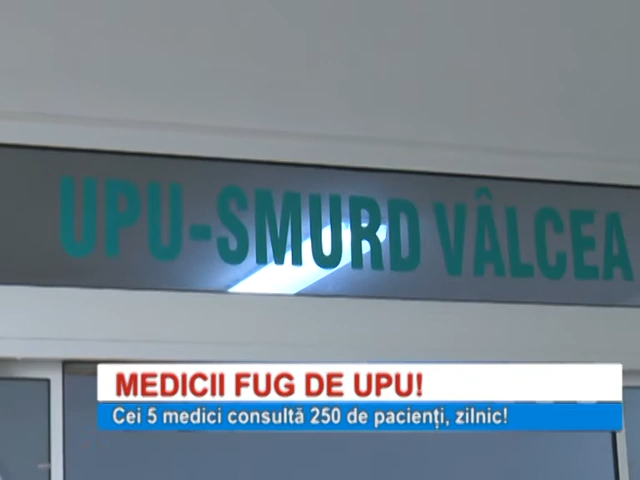 UPU-SMURD VÂLCEA
MEDICII FUG DE UPU!
Cei 5 medici consultă 250 de pacienți, zilnic!